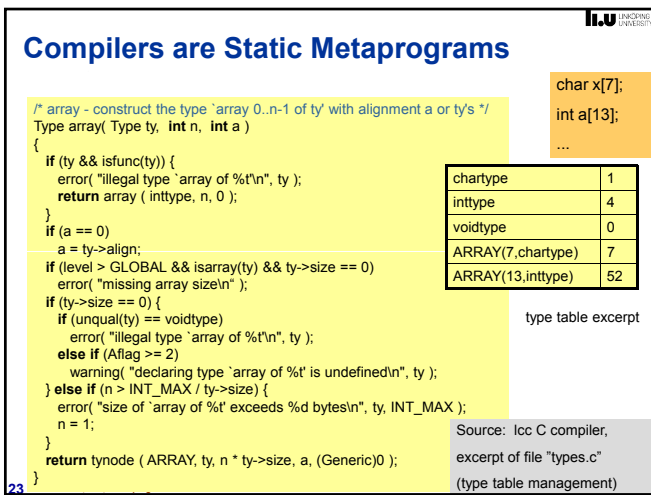 LINKÖPING
UNIVERSITY
Compilers are Static Metaprograms
char x[7];
int a[13];
...
/* array - construct the type `array 0..n-1 of ty' with alignment a or ty's */
Type array( Type ty, int n, int a )
{
if (ty && isfunc(ty)) {
error( "illegal type `array of %t'\n", ty );
return array ( inttype, n, 0 );
}
if (a == 0)
a = ty->align;
if (level > GLOBAL && isarray(ty) && ty->size == 0)
error( "missing array size\n“ );
if (ty->size == 0) {
if (unqual(ty) == voidtype)
error( "illegal type `array of %t'\n", ty );
else if (Aflag >= 2)
warning( "declaring type `array of %t' is undefined\n", ty );
} else if (n > INT_MAX / ty->size) {
error( "size of `array of %t' exceeds %d bytes\n", ty, INT_MAX );
n = 1;
}
return tynode ( ARRAY, ty, n * ty->size, a, (Generic)0 );
}
chartype 1
inttype 4
voidtype 0
ARRAY(7,chartype) 7
ARRAY(13,inttype) 52
type table excerpt
Source: lcc C compiler,
excerpt of file ”types.c”
(type table management)
23